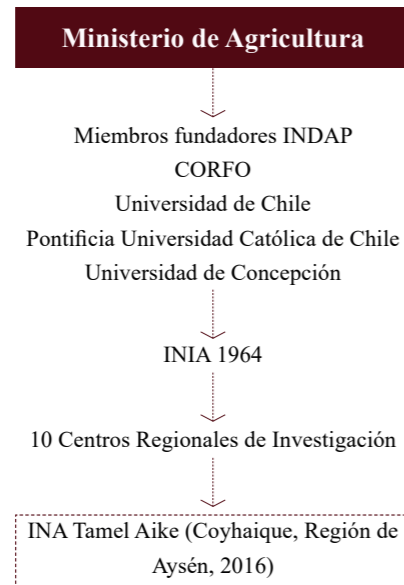 Ministerio de Agricultura
Miembros fundadores INDAP
CORFO
Universidad de Chile
Pontificia Universidad Católica de Chile
Universidad de Concepción
INIA 1964
10 Centros Regionales de Investigación
INA Tamel Aike (Coyhaique, Región de
Aysén, 2016)